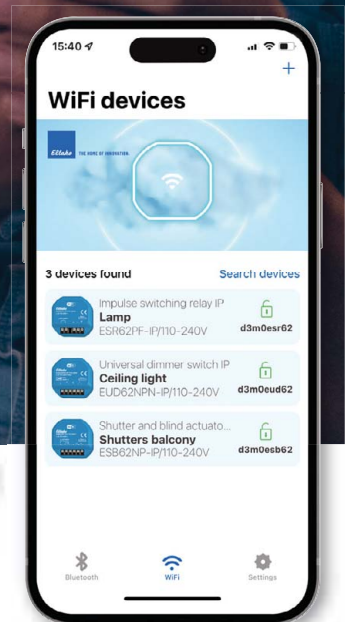 15:40
+
WiFi devices
Eltako THE HOME OF INNOVATION.
3 devices found
Search devices
Impulse switching relay IP
Lamp
ESR62PF-IP/110-240V
d3m0esr62
Universal dimmer switch IP
Ceiling light
EUD62NPN-IP/110-240V
d3m0eud62
Shutter and blind actuato...
Shutters balcony
ESB62NP-IP/110-240V
d3m0esb62
Bluetooth
WiFi
Settings